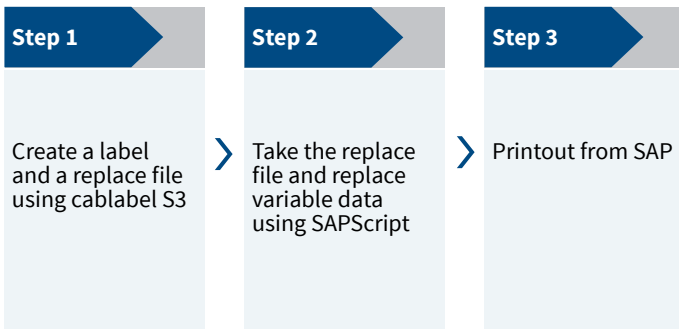 Step 1
Create a label
and a replace file
using cablabel S3
Step 2
Take the replace
file and replace
variable data
using SAPScript
Step 3
Printout from SAP